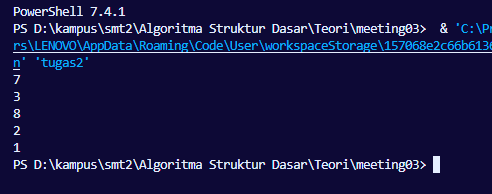 PowerShell 7.4.1
PS D:\kampus\smt2\Algoritma Struktur Dasar\Teori\meeting03>  & 'C:\Pr
rs\LENOVO\AppData\Roaming\Code\User\workspaceStorage\157068e2c66b6136
n' 'tugas2'
7
3
8
2
1
PS D:\kampus\smt2\Algoritma Struktur Dasar\Teori\meeting03>